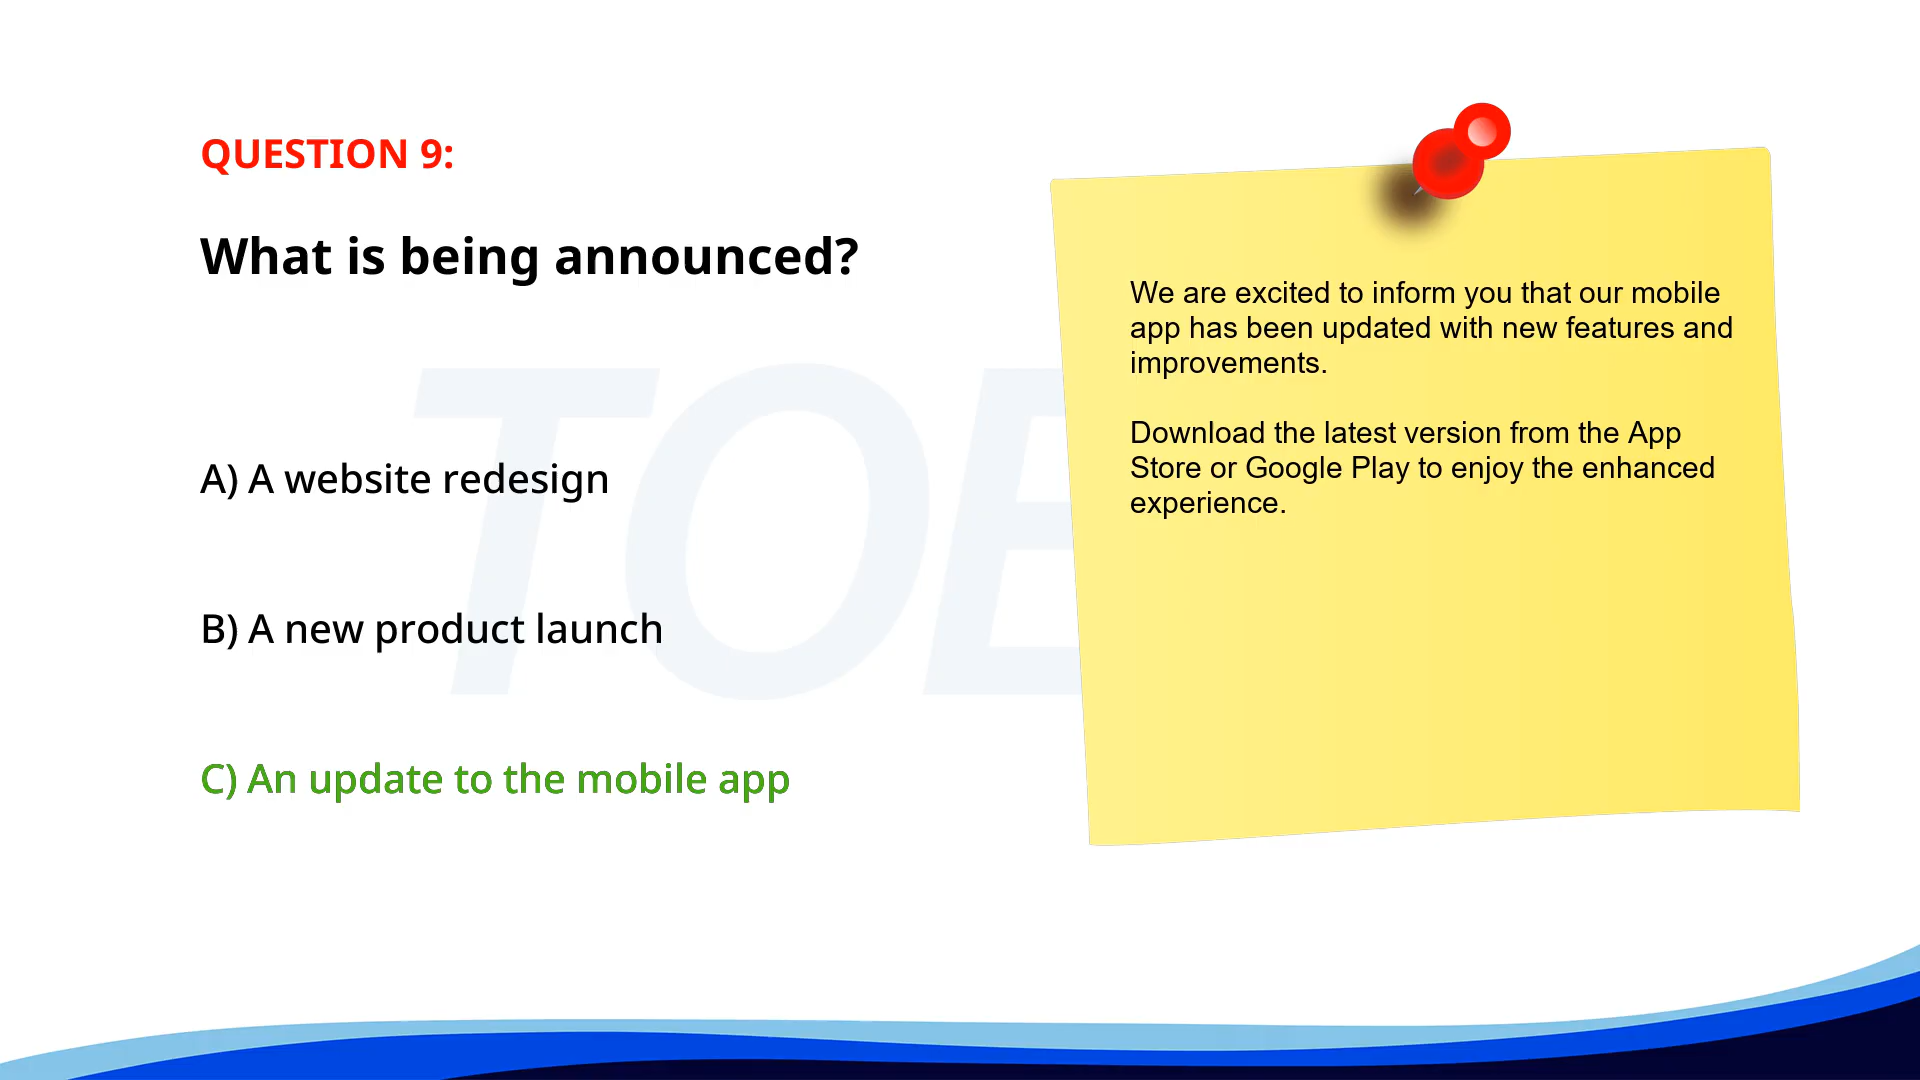 QUESTION 9:
What is being announced?
A) A website redesign
B) A new product launch
C) An update to the mobile app
We are excited to inform you that our mobile
app has been updated with new features and
improvements.
Download the latest version from the App
Store or Google Play to enjoy the enhanced
experience.